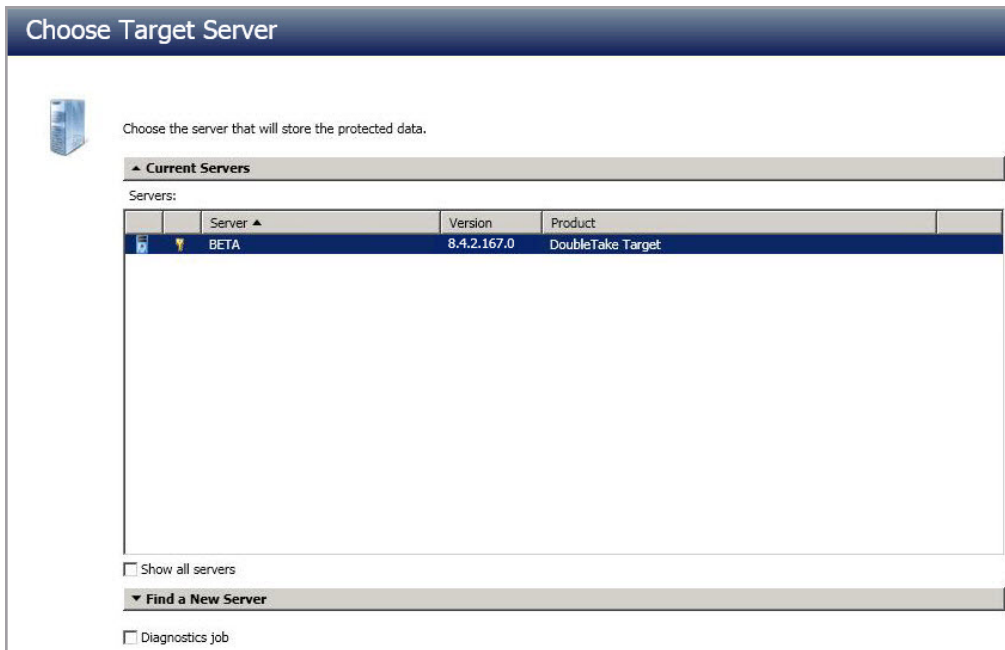 Choose Target Server
Choose the server that will store the protected data.
▲ Current Servers
Servers:
Server ▲ Version Product
BETA 8.4.2.167.0 DoubleTake Target
Show all servers
▼ Find a New Server
Diagnostics job